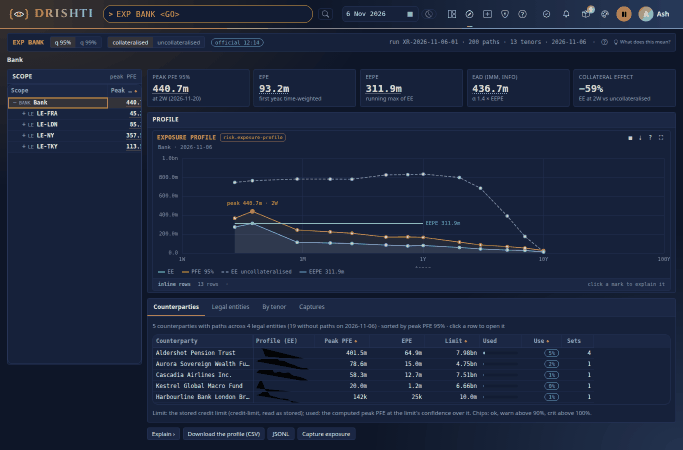 DRISHTI
> EXP BANK <GO>
6 Nov 2026
Ash
EXP BANK q 95% q 99% collateralised uncollateralised official 12:14
run XR-2026-11-06-01 · 200 paths · 13 tenors · 2026-11-06 · What does this mean?
Bank
SCOPE peak PFE
Scope Peak …
− BANK Bank 440.
+ LE LE-FRA 45.
+ LE LE-LDN 85.
+ LE LE-NY 357.
+ LE LE-TKY 113.
PEAK PFE 95%
440.7m
at 2W (2026-11-20)
EPE
93.2m
first year time-weighted
EEPE
311.9m
running max of EE
EAD (IMM, INFO)
436.7m
α 1.4 × EEPE
COLLATERAL EFFECT
−59%
EE at 2W vs uncollateralised
PROFILE
EXPOSURE PROFILE risk.exposure-profile
Bank · 2026-11-06
1.0bn
800.0m
600.0m
400.0m
200.0m
0.0
peak 440.7m · 2W
EEPE 311.9m
1W 1M 1Y 10Y 100Y
EE PFE 95% EE uncollateralised EEPE 311.9m
inline rows 13 rows · click a mark to explain it
Counterparties Legal entities By tenor Captures
5 counterparties with paths across 4 legal entities (19 without paths on 2026-11-06) · sorted by peak PFE 95% · click a row to open it
Counterparty Profile (EE) Peak PFE EPE Limit Used Use Sets
Aldershot Pension Trust 401.5m 64.9m 7.98bn 5% 4
Aurora Sovereign Wealth Fu… 78.6m 15.0m 4.75bn 2% 1
Cascadia Airlines Inc. 58.3m 12.7m 7.51bn 1% 1
Kestrel Global Macro Fund 20.0m 1.2m 6.66bn 0% 1
Harbourline Bank London Br… 142k 25k 10.0m 1% 1
Limit: the stored credit limit (credit-limit, read as stored); used: the computed peak PFE at the limit's confidence over it. Chips: ok, warn above 90%, crit above 100%.
Explain › Download the profile (CSV) JSONL Capture exposure